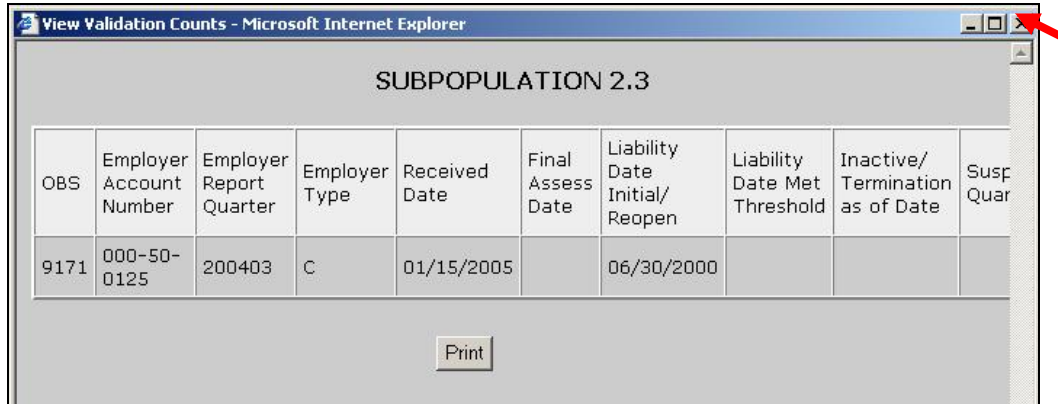 View Validation Counts - Microsoft Internet Explorer
SUBPOPULATION 2.3
OBS
Employer
Account
Number
Employer
Report
Quarter
Employer
Type
Received
Date
Final
Assess
Date
Liability
Date
Initial/
Reopen
Liability
Date Met
Threshold
Inactive/
Termination
as of Date
Susp
Quar
9171
000-50-
0125
200403
C
01/15/2005
06/30/2000
Print